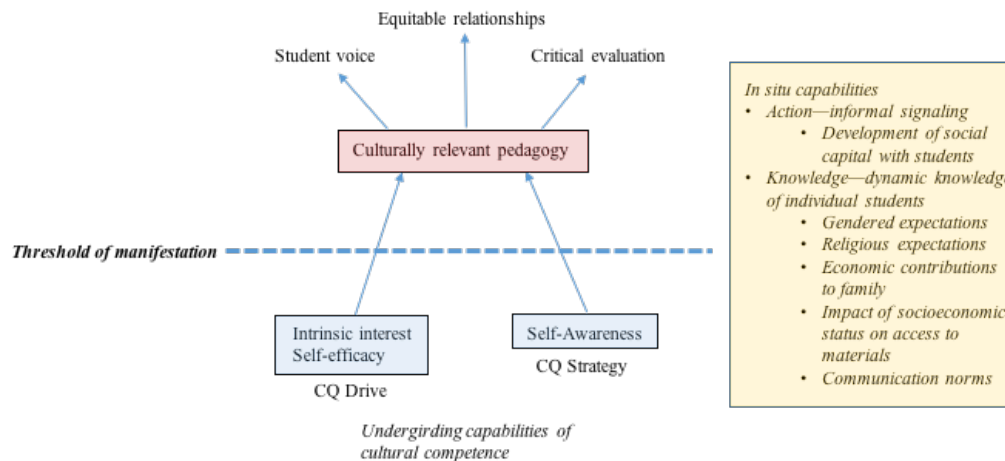 Equitable relationships
Student voice
Critical evaluation
Culturally relevant pedagogy
Threshold of manifestation
Intrinsic interest
Self-efficacy
CQ Drive
Self-Awareness
CQ Strategy
Undergirding capabilities of
cultural competence
In situ capabilities
• Action—informal signaling
• Development of social
capital with students
• Knowledge—dynamic knowledge
of individual students
• Gendered expectations
• Religious expectations
• Economic contributions
to family
• Impact of socioeconomic
status on access to
materials
• Communication norms